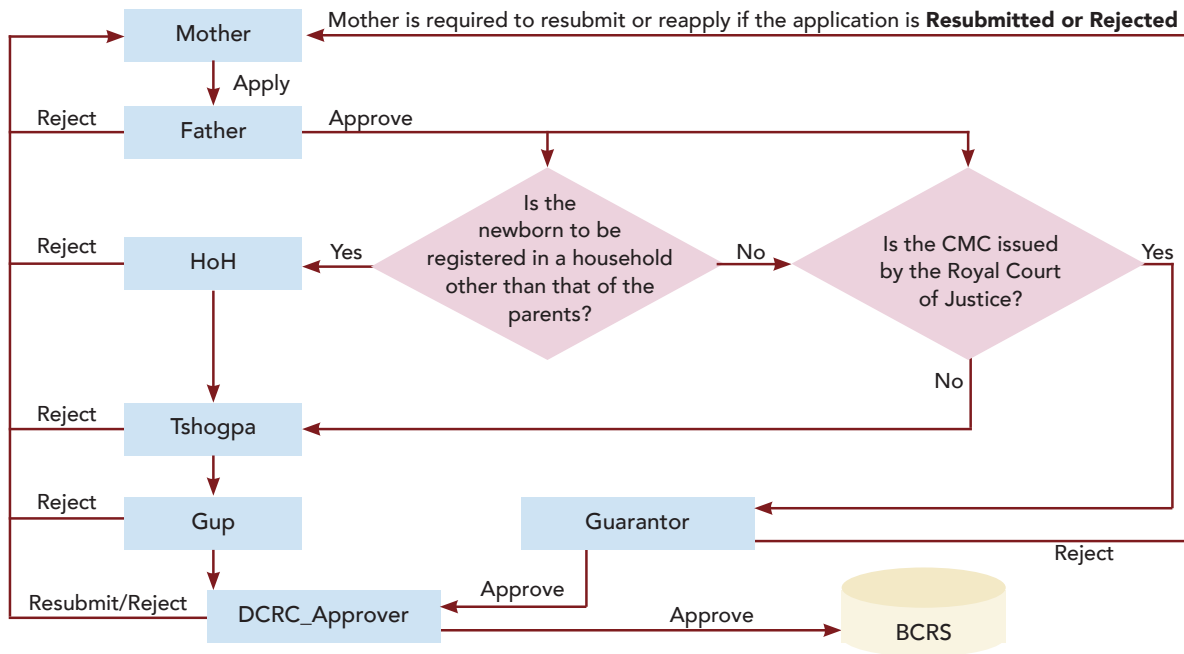 Mother is required to resubmit or reapply if the application is Resubmitted or Rejected
Mother
Apply
Reject
Father
Approve
Is the
newborn to be
registered in a household
other than that of the
parents?
Reject
HoH
Yes
No
Is the CMC issued
by the Royal Court
of Justice?
Yes
No
Reject
Tshogpa
Reject
Gup
Guarantor
Reject
Approve
Resubmit/Reject
DCRC_Approver
Approve
BCRS